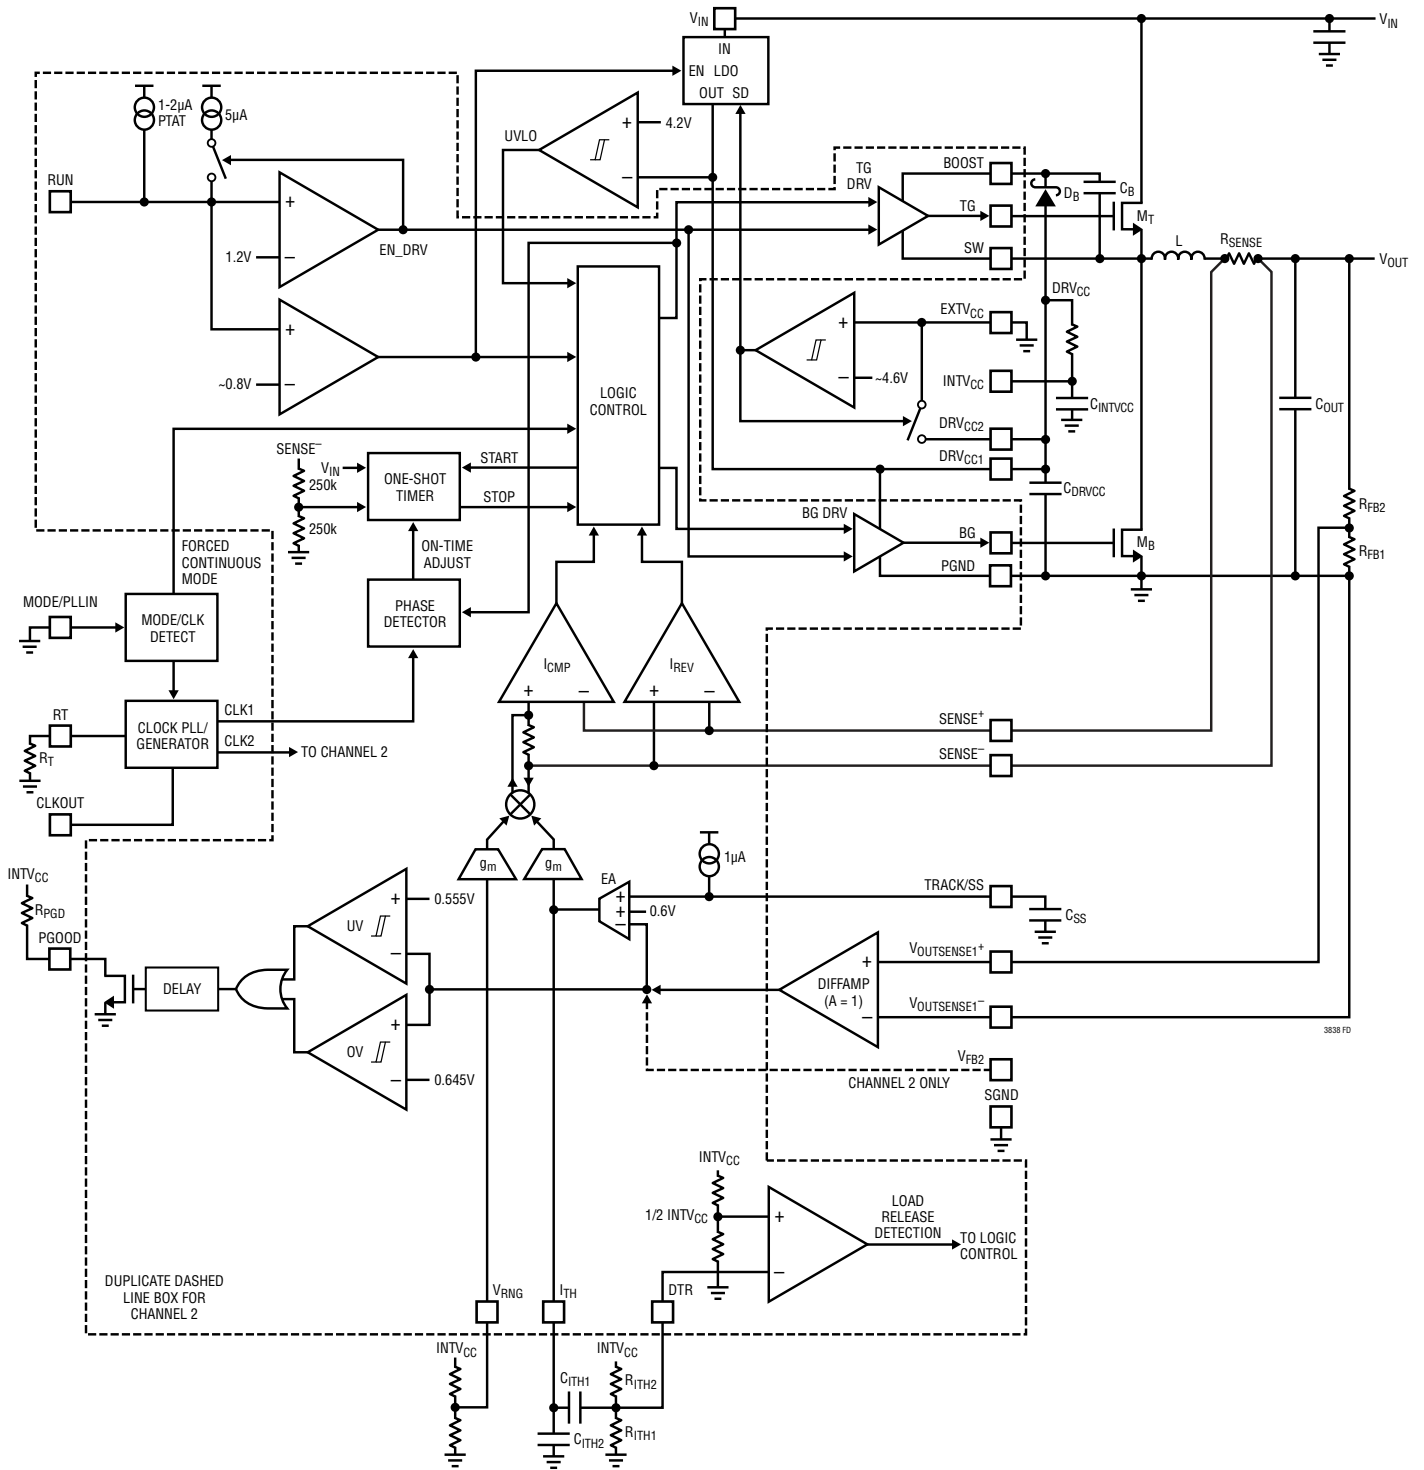 VIN
VIN
IN
EN LDO
OUT SD
1-2µA
PTAT
5µA
UVLO
+
4.2V
–
RUN
+
1.2V
–
EN_DRV
+
~0.8V
–
TG
DRV
BOOST
TG
SW
DB
CB
MT
L
RSENSE
VOUT
DRVCC
EXTVCC
+
–
~4.6V
INTVCC
CINTVCC
DRVCC2
DRVCC1
CDRVCC
COUT
RFB2
RFB1
LOGIC
CONTROL
SENSE–
VIN
250k
250k
ONE-SHOT
TIMER
START
STOP
BG DRV
BG
PGND
MB
FORCED
CONTINUOUS
MODE
ON-TIME
ADJUST
MODE/PLLIN
MODE/CLK
DETECT
PHASE
DETECTOR
ICMP
+
–
IREV
+
–
RT
RT
CLOCK PLL/
GENERATOR
CLK1
CLK2
TO CHANNEL 2
CLKOUT
SENSE+
SENSE–
gm
gm
1µA
EA
+
+
–
0.6V
TRACK/SS
CSS
INTVCC
RPGD
PGOOD
DELAY
UV
+
0.555V
–
OV
+
–
0.645V
DIFFAMP
(A = 1)
+
–
VOUTSENSE1+
VOUTSENSE1–
3838 FD
VFB2
CHANNEL 2 ONLY
SGND
INTVCC
1/2 INTVCC
+
–
LOAD
RELEASE
DETECTION
TO LOGIC
CONTROL
DUPLICATE DASHED
LINE BOX FOR
CHANNEL 2
VRNG
ITH
DTR
INTVCC
CITH1
CITH2
INTVCC
RITH2
RITH1